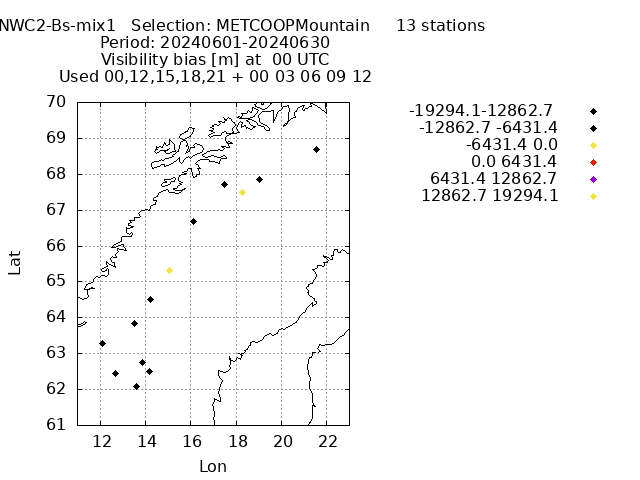 NWC2-Bs-mix1 Selection: METCOOPMountain 13 stations
Period: 20240601-20240630
Visibility bias [m] at 00 UTC
Used 00,12,15,18,21 + 00 03 06 09 12
-19294.1-12862.7
-12862.7 -6431.4
-6431.4 0.0
0.0 6431.4
6431.4 12862.7
12862.7 19294.1
70
69
68
67
66
65
64
63
62
61
Lat
12 14 16 18 20 22
Lon